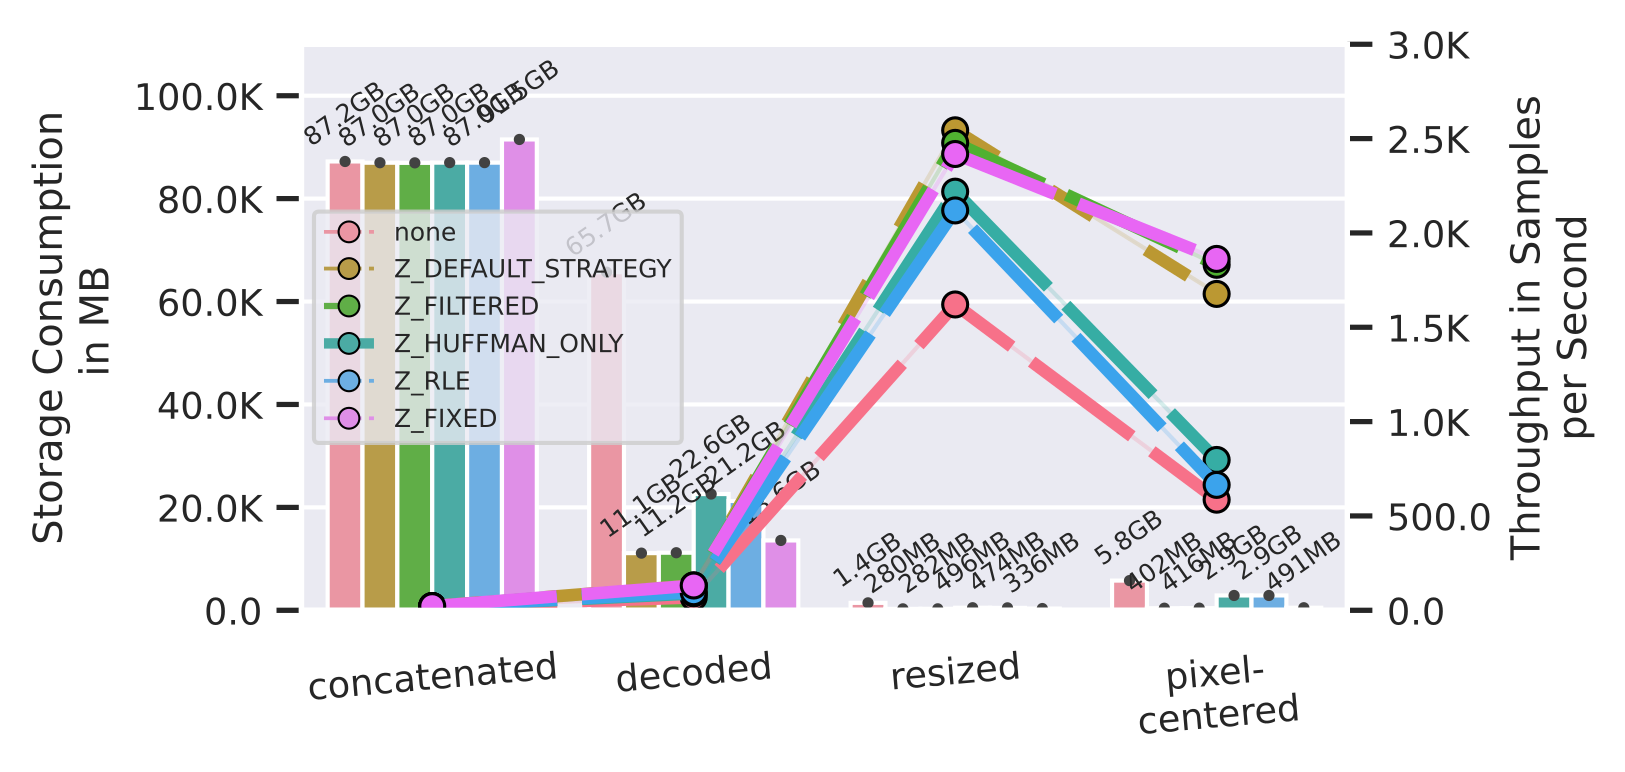 3.0K
100.0K
2.5K
80.0K
2.0K
60.0K
1.5K
40.0K
1.0K
20.0K
500.0
0.0
0.0
Storage Consumption
in MB
Throughput in Samples
per Second
87.2GB
87.0GB
87.0GB
87.0GB
87.0GB
91.5GB
65.7GB
11.1GB
11.2GB
22.6GB
21.2GB
1.4GB
280MB
282MB
496MB
474MB
336MB
5.8GB
402MB
416MB
2.9GB
2.9GB
491MB
none
Z_DEFAULT_STRATEGY
Z_FILTERED
Z_HUFFMAN_ONLY
Z_RLE
Z_FIXED
concatenated
decoded
resized
pixel-
centered